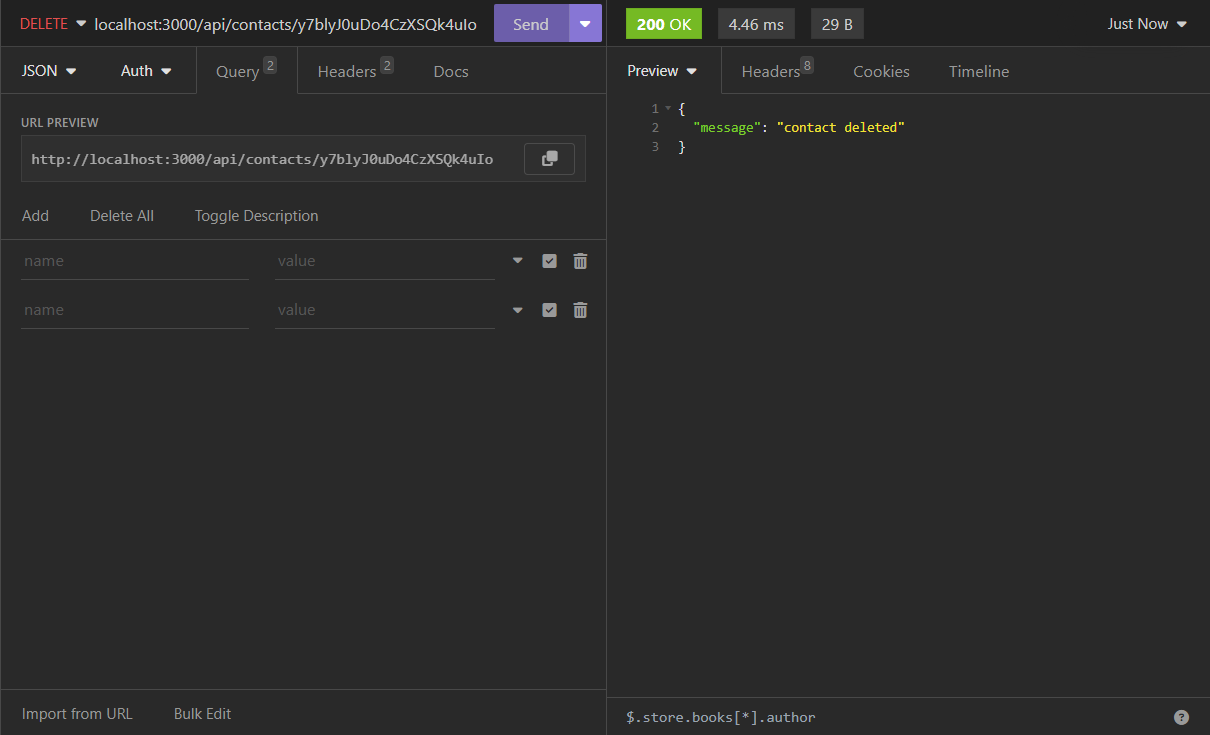 DELETE localhost:3000/api/contacts/y7blyJ0uDo4CzXSQk4uIo Send
200 OK 4.46 ms 29 B Just Now
JSON Auth Query 2 Headers 2 Docs
Preview Headers 8 Cookies Timeline
URL PREVIEW
http://localhost:3000/api/contacts/y7blyJ0uDo4CzXSQk4uIo
Add Delete All Toggle Description
name value
name value
Import from URL Bulk Edit
1 {
2 "message": "contact deleted"
3 }
$.store.books[*].author ?